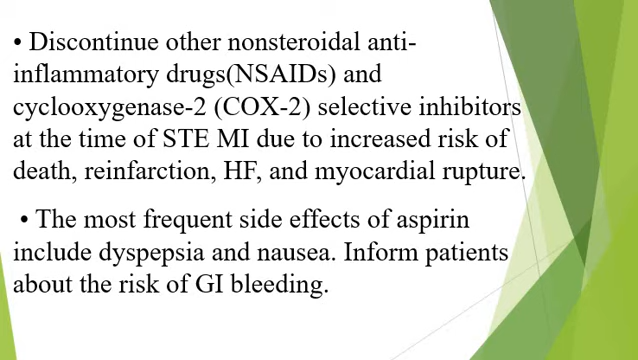 • Discontinue other nonsteroidal anti-
inflammatory drugs(NSAIDs) and
cyclooxygenase-2 (COX-2) selective inhibitors
at the time of STE MI due to increased risk of
death, reinfarction, HF, and myocardial rupture.
• The most frequent side effects of aspirin
include dyspepsia and nausea. Inform patients
about the risk of GI bleeding.